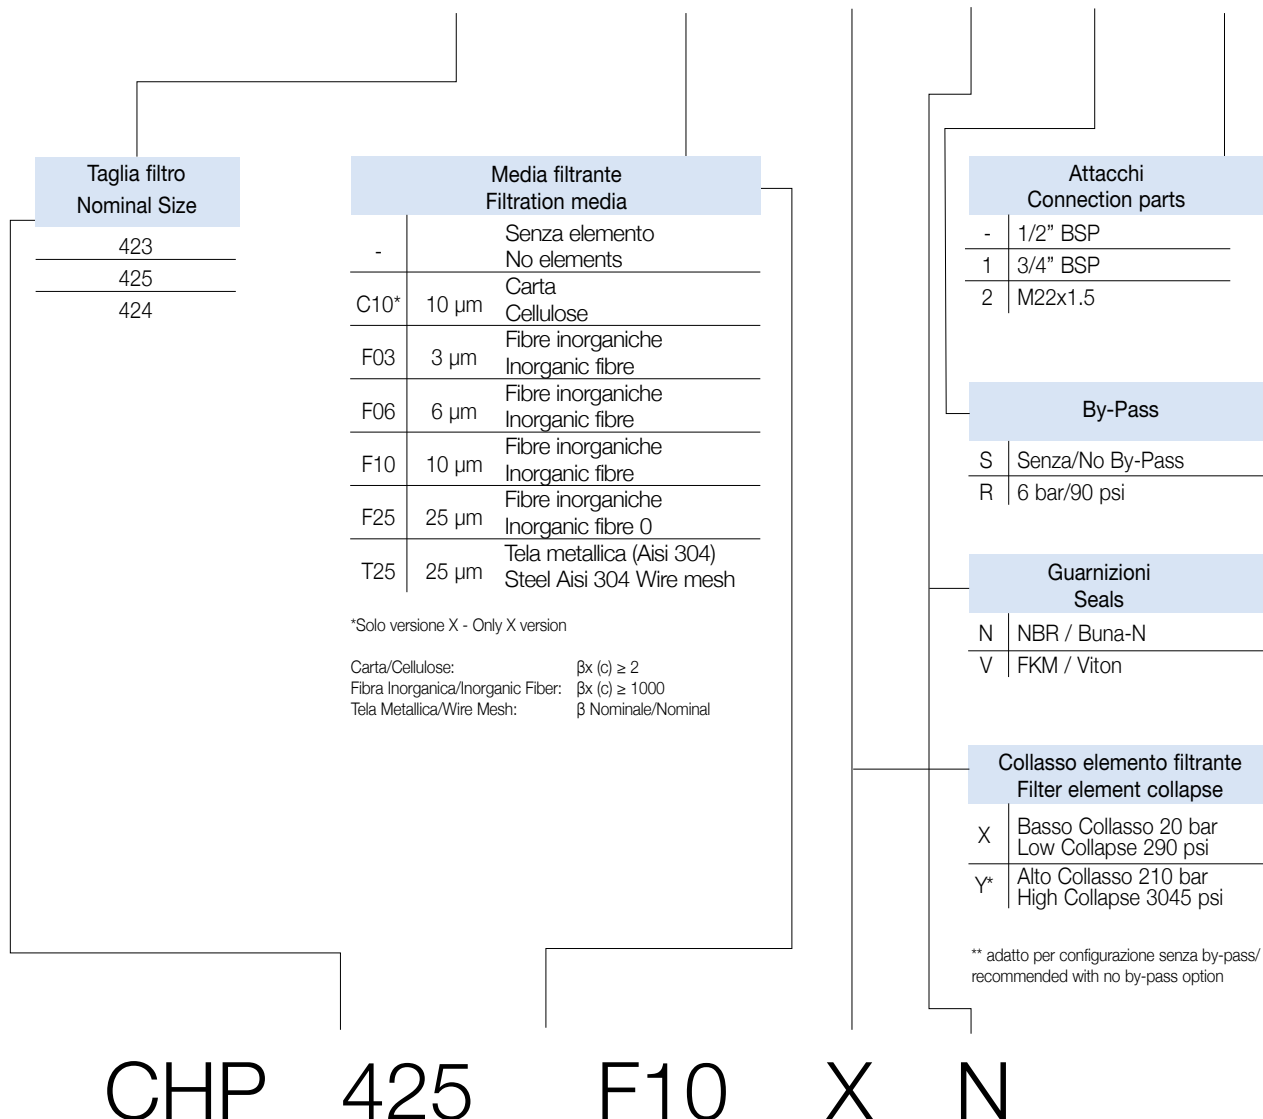 Taglia filtro
Nominal Size
423
425
424
Media filtrante
Filtration media
- Senza elemento
No elements
C10* 10 µm Carta
Cellulose
F03 3 µm Fibre inorganiche
Inorganic fibre
F06 6 µm Fibre inorganiche
Inorganic fibre
F10 10 µm Fibre inorganiche
Inorganic fibre
F25 25 µm Fibre inorganiche
Inorganic fibre 0
T25 25 µm Tela metallica (Aisi 304)
Steel Aisi 304 Wire mesh
*Solo versione X - Only X version
Carta/Cellulose: βx (c) ≥ 2
Fibra Inorganica/Inorganic Fiber: βx (c) ≥ 1000
Tela Metallica/Wire Mesh: β Nominale/Nominal
Attacchi
Connection parts
- 1/2” BSP
1 3/4” BSP
2 M22x1.5
By-Pass
S Senza/No By-Pass
R 6 bar/90 psi
Guarnizioni
Seals
N NBR / Buna-N
V FKM / Viton
Collasso elemento filtrante
Filter element collapse
X Basso Collasso 20 bar
Low Collapse 290 psi
Y* Alto Collasso 210 bar
High Collapse 3045 psi
** adatto per configurazione senza by-pass/
recommended with no by-pass option
CHP 425 F10 X N